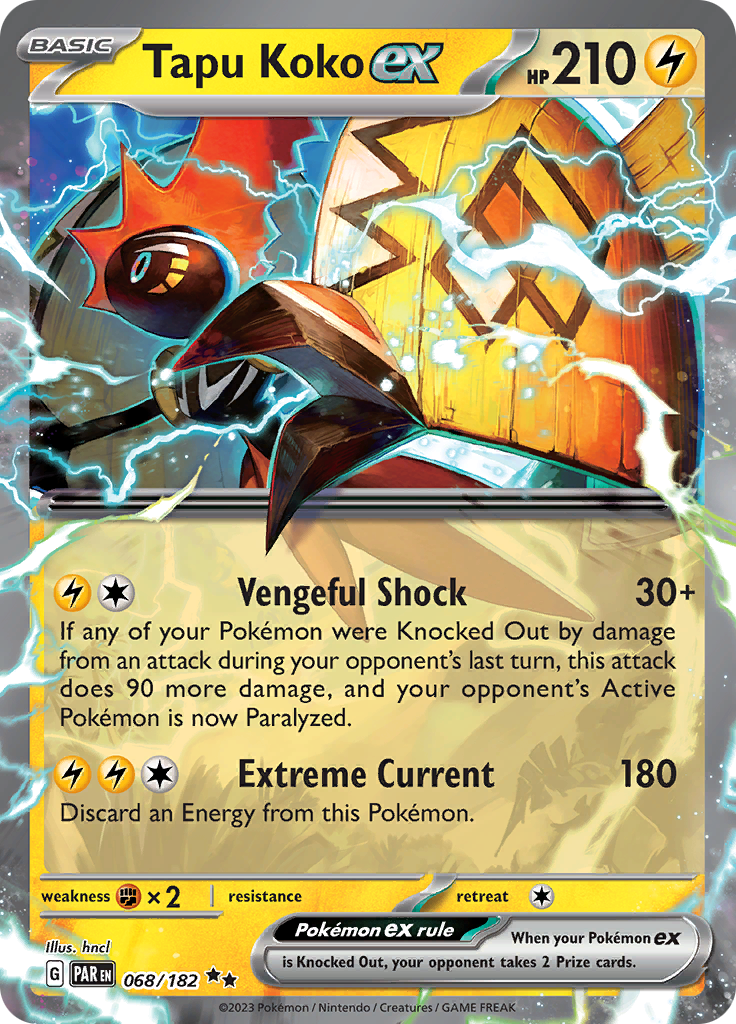 BASIC Tapu Koko ex HP 210
Vengeful Shock 30+
If any of your Pokémon were Knocked Out by damage
from an attack during your opponent's last turn, this attack
does 90 more damage, and your opponent's Active
Pokémon is now Paralyzed.
Extreme Current 180
Discard an Energy from this Pokémon.
weakness ×2 resistance retreat
Illus. hncl
Pokémon ex rule
When your Pokémon ex
is Knocked Out, your opponent takes 2 Prize cards.
G PAR EN 068/182
©2023 Pokémon / Nintendo / Creatures / GAME FREAK